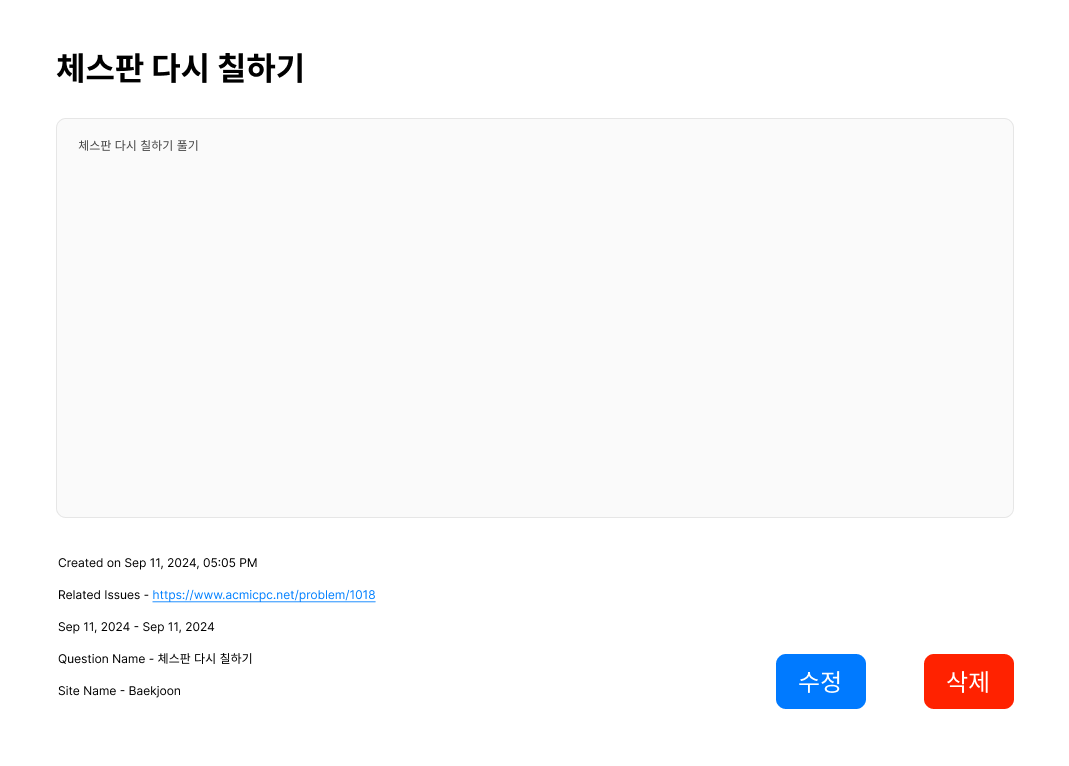 체스판 다시 칠하기
체스판 다시 칠하기 풀기
Created on Sep 11, 2024, 05:05 PM
Related Issues - https://www.acmicpc.net/problem/1018
Sep 11, 2024 - Sep 11, 2024
Question Name - 체스판 다시 칠하기
Site Name - Baekjoon
수정
삭제